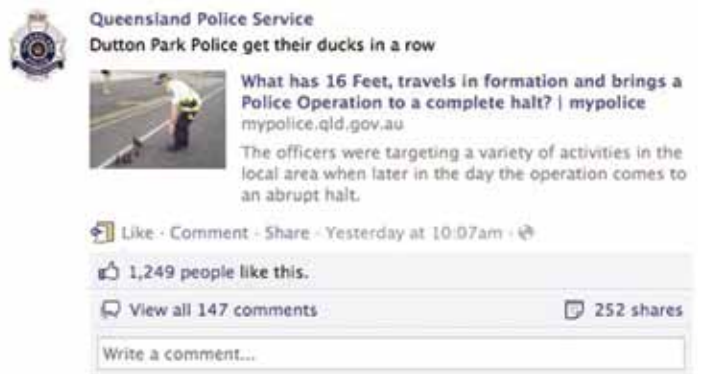 Queensland Police Service
Dutton Park Police get their ducks in a row
What has 16 Feet, travels in formation and brings a
Police Operation to a complete halt? | mypolice
mypolice.qld.gov.au
The officers were targeting a variety of activities in the
local area when later in the day the operation comes to
an abrupt halt.
Like · Comment · Share · Yesterday at 10:07am ·
1,249 people like this.
View all 147 comments
252 shares
Write a comment...